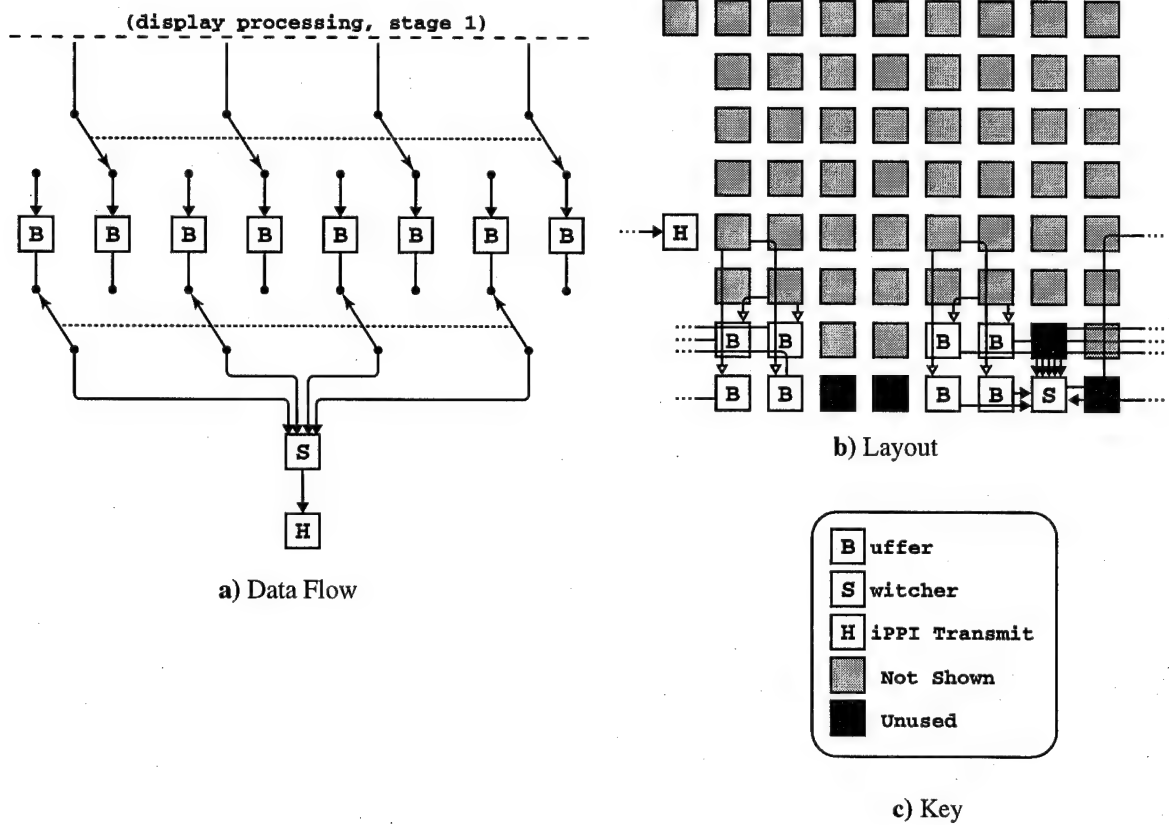 (display processing, stage 1)
B B B B B B B B
S
H
a) Data Flow
H
B B B B
B B B B S
b) Layout
B uffer
S witcher
H iPPI Transmit
Not Shown
Unused
c) Key